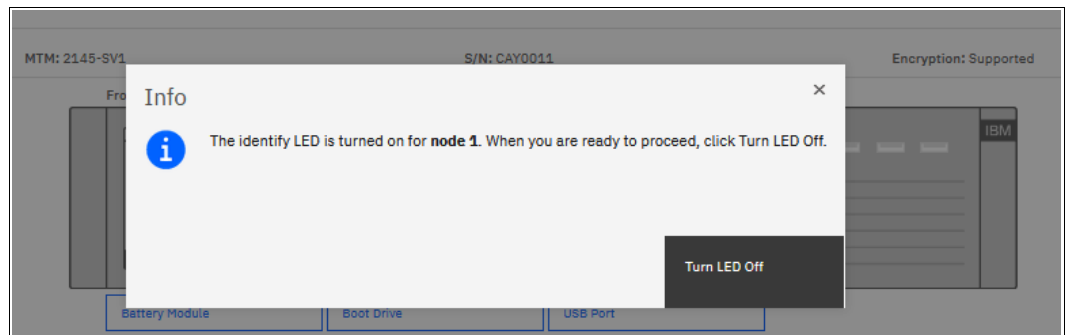 MTM: 2145-SV1 S/N: CAY0011 Encryption: Supported
Fro
IBM
Info ×
The identify LED is turned on for node 1. When you are ready to proceed, click Turn LED Off.
Turn LED Off
Battery Module Boot Drive USB Port